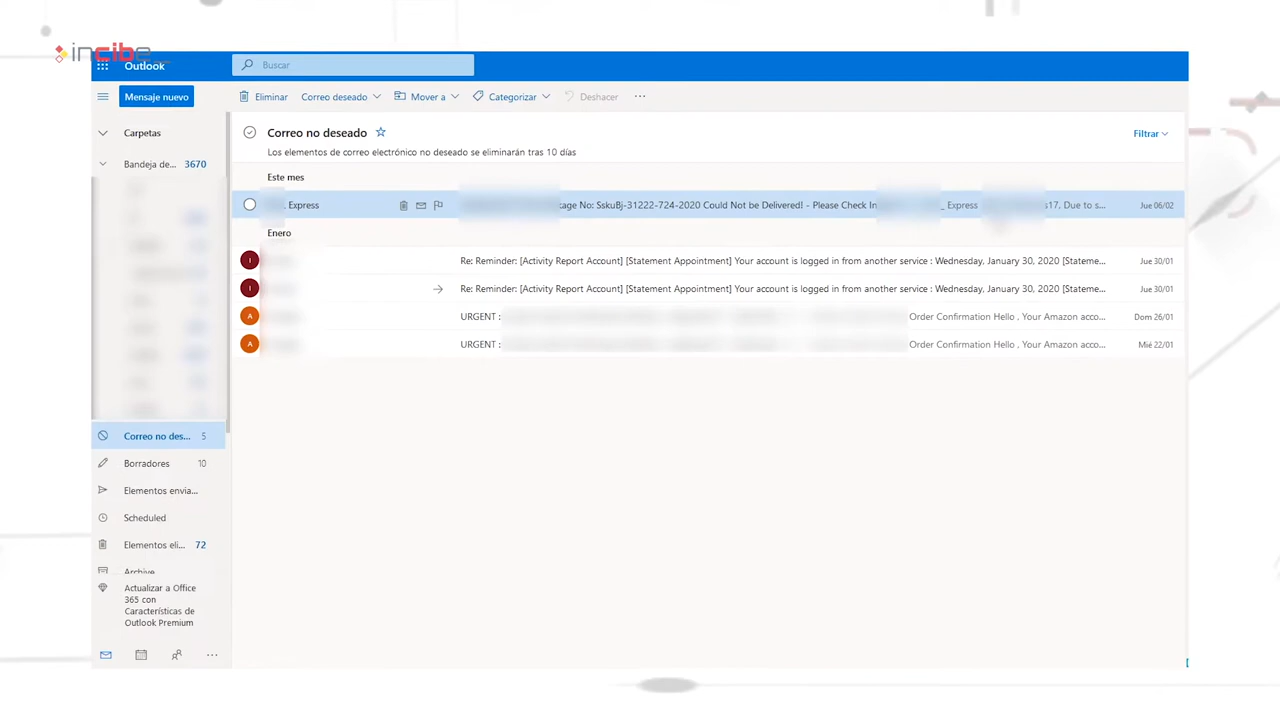 incibe_
Outlook
Buscar
Mensaje nuevo
Eliminar Correo deseado Mover a Categorizar Deshacer ...
Carpetas
Bandeja de... 3670
Correo no des... 5
Borradores 10
Elementos envia...
Scheduled
Elementos eli... 72
Archive
Actualizar a Office
365 con
Características de
Outlook Premium
...
Correo no deseado
Filtrar
Los elementos de correo electrónico no deseado se eliminarán tras 10 días
Este mes
Express kage No: SskuBj-31222-724-2020 Could Not be Delivered! - Please Check In _ Express s17, Due to s... Jue 06/02
Enero
I Re: Reminder: [Activity Report Account] [Statement Appointment] Your account is logged in from another service : Wednesday, January 30, 2020 [Stateme... Jue 30/01
I Re: Reminder: [Activity Report Account] [Statement Appointment] Your account is logged in from another service : Wednesday, January 30, 2020 [Stateme... Jue 30/01
A URGENT : Order Confirmation Hello . Your Amazon acco... Dom 26/01
A URGENT : Order Confirmation Hello . Your Amazon acco... Mié 22/01